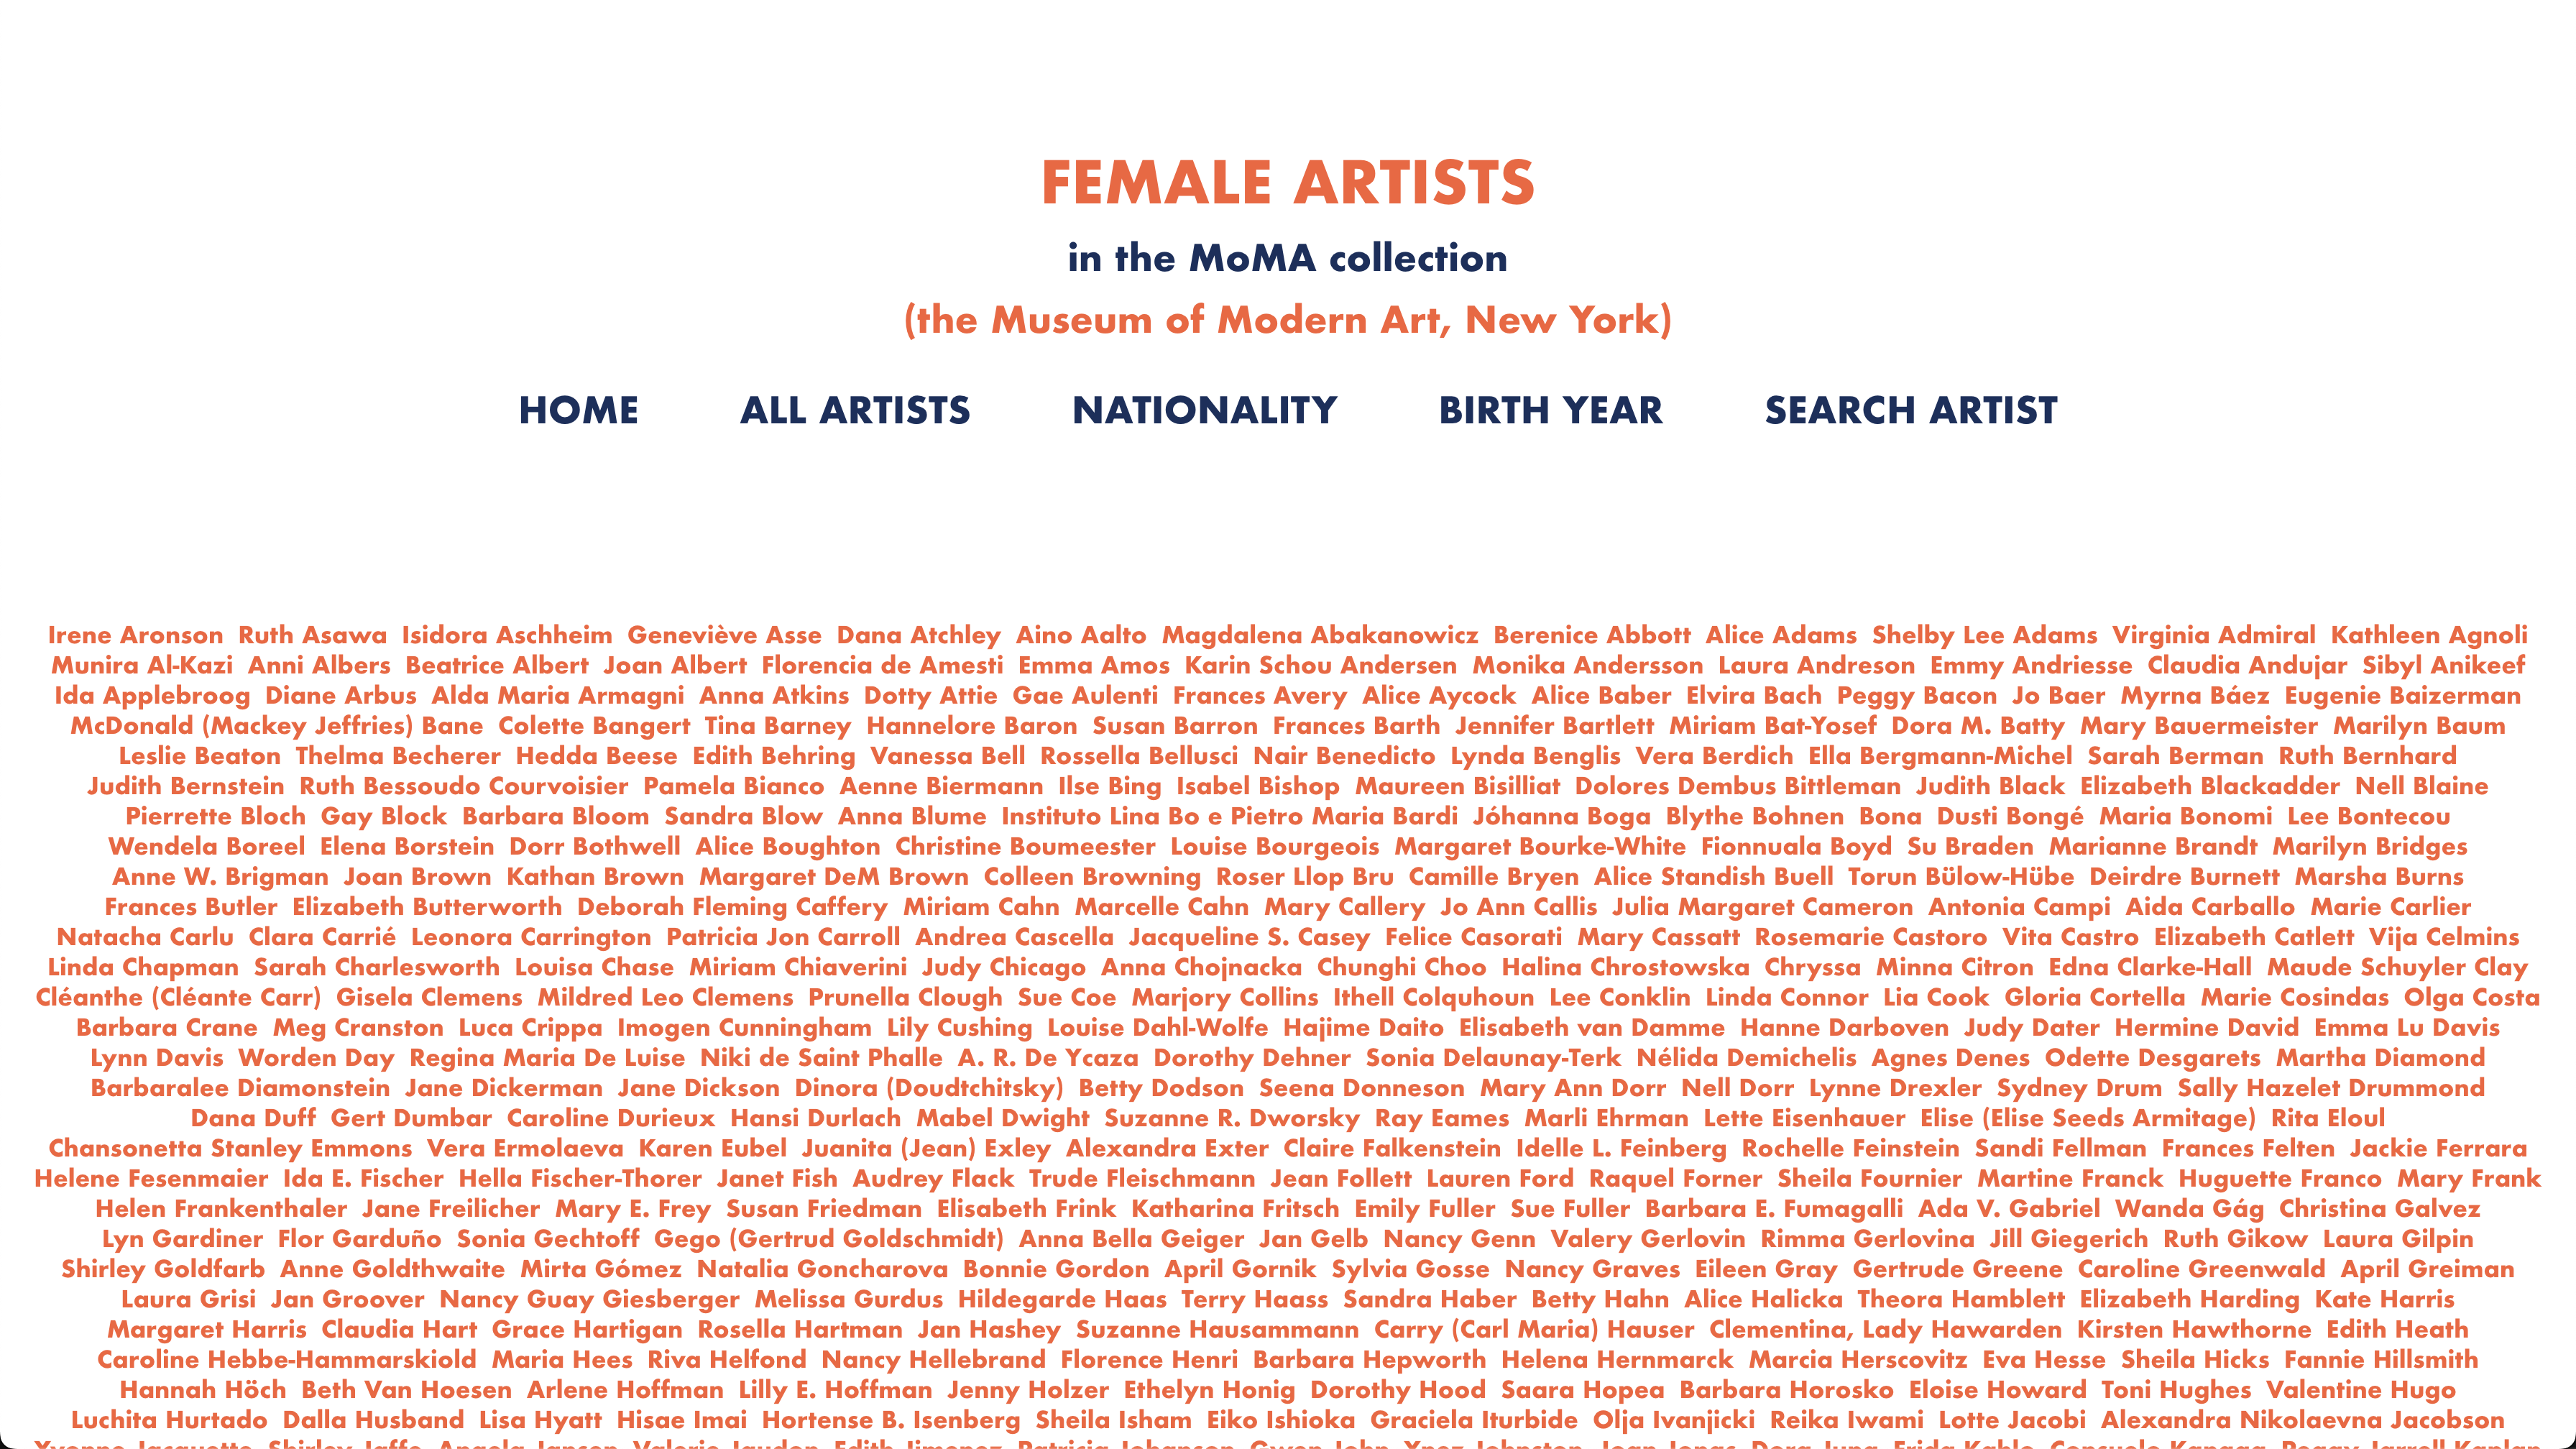 FEMALE ARTISTS
in the MoMA collection
(the Museum of Modern Art, New York)
HOME ALL ARTISTS NATIONALITY BIRTH YEAR SEARCH ARTIST
Irene Aronson Ruth Asawa Isidora Aschheim Geneviève Asse Dana Atchley Aino Aalto Magdalena Abakanowicz Berenice Abbott Alice Adams Shelby Lee Adams Virginia Admiral Kathleen Agnoli
Munira Al-Kazi Anni Albers Beatrice Albert Joan Albert Florencia de Amesti Emma Amos Karin Schou Andersen Monika Andersson Laura Andreson Emmy Andriesse Claudia Andujar Sibyl Anikeef
Ida Applebroog Diane Arbus Alda Maria Armagni Anna Atkins Dotty Attie Gae Aulenti Frances Avery Alice Aycock Alice Baber Elvira Bach Peggy Bacon Jo Baer Myrna Báez Eugenie Baizerman
McDonald (Mackey Jeffries) Bane Colette Bangert Tina Barney Hannelore Baron Susan Barron Frances Barth Jennifer Bartlett Miriam Bat-Yosef Dora M. Batty Mary Bauermeister Marilyn Baum
Leslie Beaton Thelma Becherer Hedda Beese Edith Behring Vanessa Bell Rossella Bellusci Nair Benedicto Lynda Benglis Vera Berdich Ella Bergmann-Michel Sarah Berman Ruth Bernhard
Judith Bernstein Ruth Bessoudo Courvoisier Pamela Bianco Aenne Biermann Ilse Bing Isabel Bishop Maureen Bisilliat Dolores Dembus Bittleman Judith Black Elizabeth Blackadder Nell Blaine
Pierrette Bloch Gay Block Barbara Bloom Sandra Blow Anna Blume Instituto Lina Bo e Pietro Maria Bardi Jóhanna Boga Blythe Bohnen Bona Dusti Bongé Maria Bonomi Lee Bontecou
Wendela Boreel Elena Borstein Dorr Bothwell Alice Boughton Christine Boumeester Louise Bourgeois Margaret Bourke-White Fionnuala Boyd Su Braden Marianne Brandt Marilyn Bridges
Anne W. Brigman Joan Brown Kathan Brown Margaret DeM Brown Colleen Browning Roser Llop Bru Camille Bryen Alice Standish Buell Torun Bülow-Hübe Deirdre Burnett Marsha Burns
Frances Butler Elizabeth Butterworth Deborah Fleming Caffery Miriam Cahn Marcelle Cahn Mary Callery Jo Ann Callis Julia Margaret Cameron Antonia Campi Aida Carballo Marie Carlier
Natacha Carlu Clara Carrié Leonora Carrington Patricia Jon Carroll Andrea Cascella Jacqueline S. Casey Felice Casorati Mary Cassatt Rosemarie Castoro Vita Castro Elizabeth Catlett Vija Celmins
Linda Chapman Sarah Charlesworth Louisa Chase Miriam Chiaverini Judy Chicago Anna Chojnacka Chunghi Choo Halina Chrostowska Chryssa Minna Citron Edna Clarke-Hall Maude Schuyler Clay
Cléanthe (Cléante Carr) Gisela Clemens Mildred Leo Clemens Prunella Clough Sue Coe Marjory Collins Ithell Colquhoun Lee Conklin Linda Connor Lia Cook Gloria Cortella Marie Cosindas Olga Costa
Barbara Crane Meg Cranston Luca Crippa Imogen Cunningham Lily Cushing Louise Dahl-Wolfe Hajime Daito Elisabeth van Damme Hanne Darboven Judy Dater Hermine David Emma Lu Davis
Lynn Davis Worden Day Regina Maria De Luise Niki de Saint Phalle A. R. De Ycaza Dorothy Dehner Sonia Delaunay-Terk Nélida Demichelis Agnes Denes Odette Desgarets Martha Diamond
Barbaralee Diamonstein Jane Dickerman Jane Dickson Dinora (Doudtchitsky) Betty Dodson Seena Donneson Mary Ann Dorr Nell Dorr Lynne Drexler Sydney Drum Sally Hazelet Drummond
Dana Duff Gert Dumbar Caroline Durieux Hansi Durlach Mabel Dwight Suzanne R. Dworsky Ray Eames Marli Ehrman Lette Eisenhauer Elise (Elise Seeds Armitage) Rita Eloul
Chansonetta Stanley Emmons Vera Ermolaeva Karen Eubel Juanita (Jean) Exley Alexandra Exter Claire Falkenstein Idelle L. Feinberg Rochelle Feinstein Sandi Fellman Frances Felten Jackie Ferrara
Helene Fesenmaier Ida E. Fischer Hella Fischer-Thorer Janet Fish Audrey Flack Trude Fleischmann Jean Follett Lauren Ford Raquel Forner Sheila Fournier Martine Franck Huguette Franco Mary Frank
Helen Frankenthaler Jane Freilicher Mary E. Frey Susan Friedman Elisabeth Frink Katharina Fritsch Emily Fuller Sue Fuller Barbara E. Fumagalli Ada V. Gabriel Wanda Gág Christina Galvez
Lyn Gardiner Flor Garduño Sonia Gechtoff Gego (Gertrud Goldschmidt) Anna Bella Geiger Jan Gelb Nancy Genn Valery Gerlovin Rimma Gerlovina Jill Giegerich Ruth Gikow Laura Gilpin
Shirley Goldfarb Anne Goldthwaite Mirta Gómez Natalia Goncharova Bonnie Gordon April Gornik Sylvia Gosse Nancy Graves Eileen Gray Gertrude Greene Caroline Greenwald April Greiman
Laura Grisi Jan Groover Nancy Guay Giesberger Melissa Gurdus Hildegarde Haas Terry Haass Sandra Haber Betty Hahn Alice Halicka Theora Hamblett Elizabeth Harding Kate Harris
Margaret Harris Claudia Hart Grace Hartigan Rosella Hartman Jan Hashey Suzanne Hausammann Carry (Carl Maria) Hauser Clementina, Lady Hawarden Kirsten Hawthorne Edith Heath
Caroline Hebbe-Hammarskiold Maria Hees Riva Helfond Nancy Hellebrand Florence Henri Barbara Hepworth Helena Hernmarck Marcia Herscovitz Eva Hesse Sheila Hicks Fannie Hillsmith
Hannah Höch Beth Van Hoesen Arlene Hoffman Lilly E. Hoffman Jenny Holzer Ethelyn Honig Dorothy Hood Saara Hopea Barbara Horosko Eloise Howard Toni Hughes Valentine Hugo
Luchita Hurtado Dalla Husband Lisa Hyatt Hisae Imai Hortense B. Isenberg Sheila Isham Eiko Ishioka Graciela Iturbide Olja Ivanjicki Reika Iwami Lotte Jacobi Alexandra Nikolaevna Jacobson